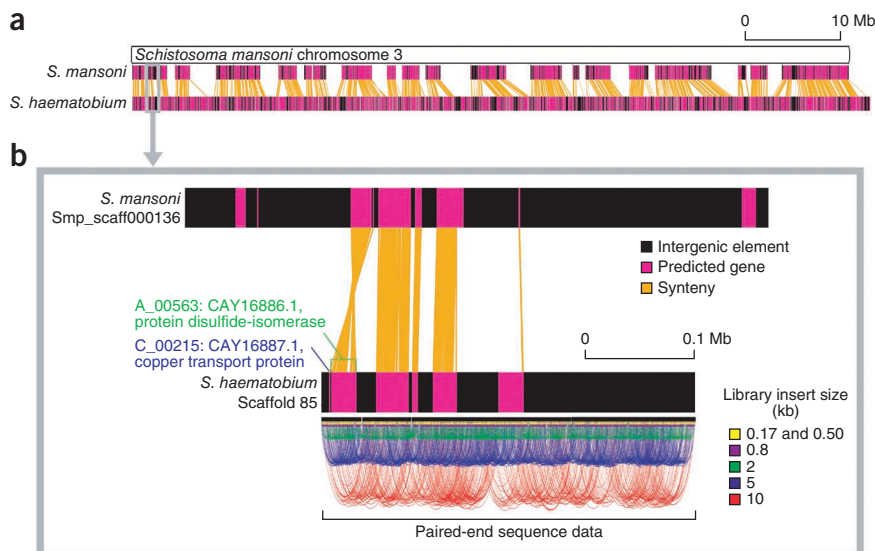 a
0 10 Mb
Schistosoma mansoni chromosome 3
S. mansoni
S. haematobium
b
S. mansoni
Smp_scaff000136
Intergenic element
Predicted gene
Synteny
A_00563: CAY16886.1,
protein disulfide-isomerase
C_00215: CAY16887.1,
copper transport protein
0 0.1 Mb
S. haematobium
Scaffold 85
Library insert size
(kb)
0.17 and 0.50
0.8
2
5
10
Paired-end sequence data